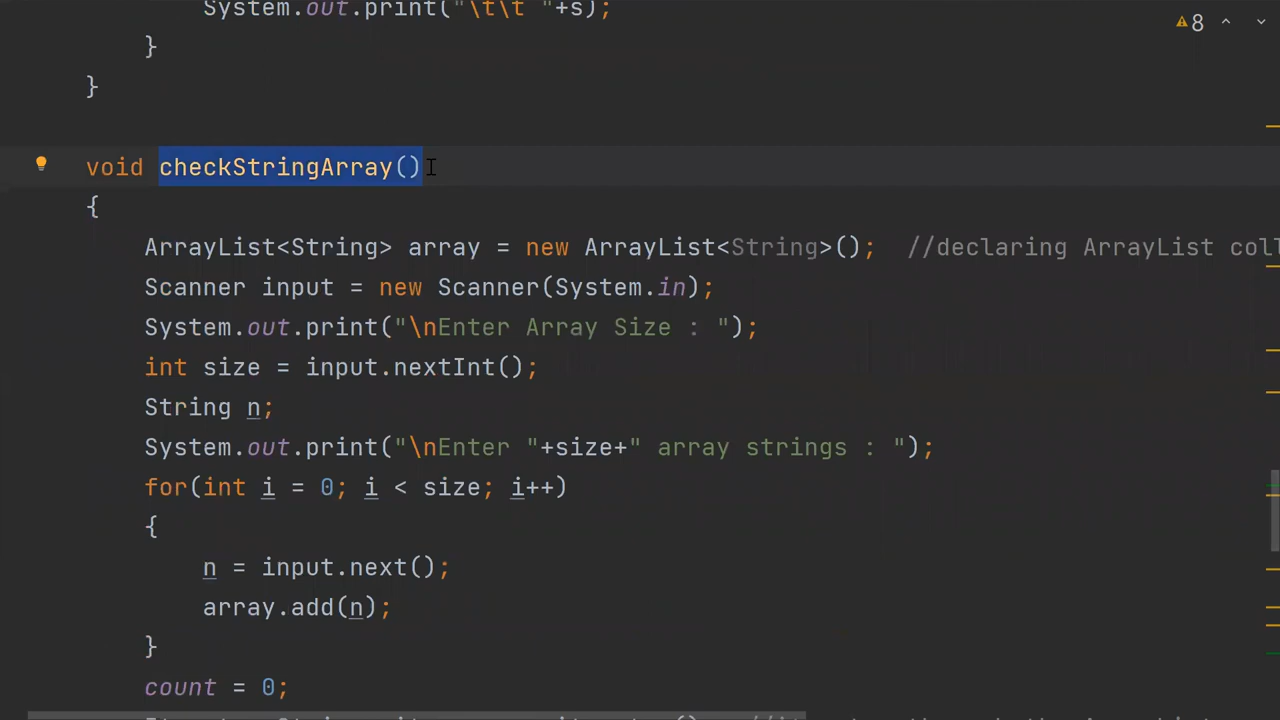 System.out.print("\t\t "+s);
8
}
}
void checkStringArray()
{
ArrayList<String> array = new ArrayList<String>(); //declaring ArrayList
Scanner input = new Scanner(System.in);
System.out.print("\nEnter Array Size : ");
int size = input.nextInt();
String n;
System.out.print("\nEnter "+size+" array strings : ");
for(int i = 0; i < size; i++)
{
n = input.next();
array.add(n);
}
count = 0;